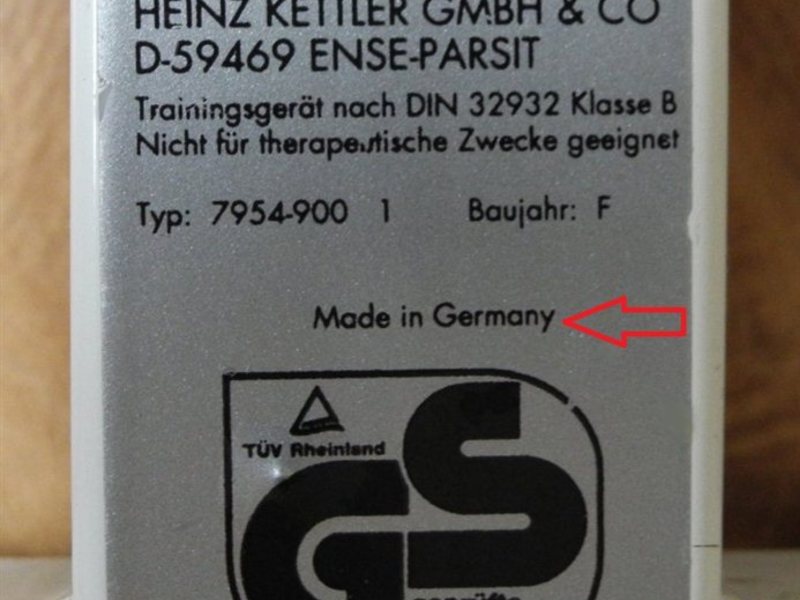 HEINZ KETTLER GMBH & CO
D-59469 ENSE-PARSIT
Trainingsgerät nach DIN 32932 Klasse B
Nicht für therapeutische Zwecke geeignet
Typ: 7954-900 1 Baujahr: F
Made in Germany
TÜV Rheinland
GS